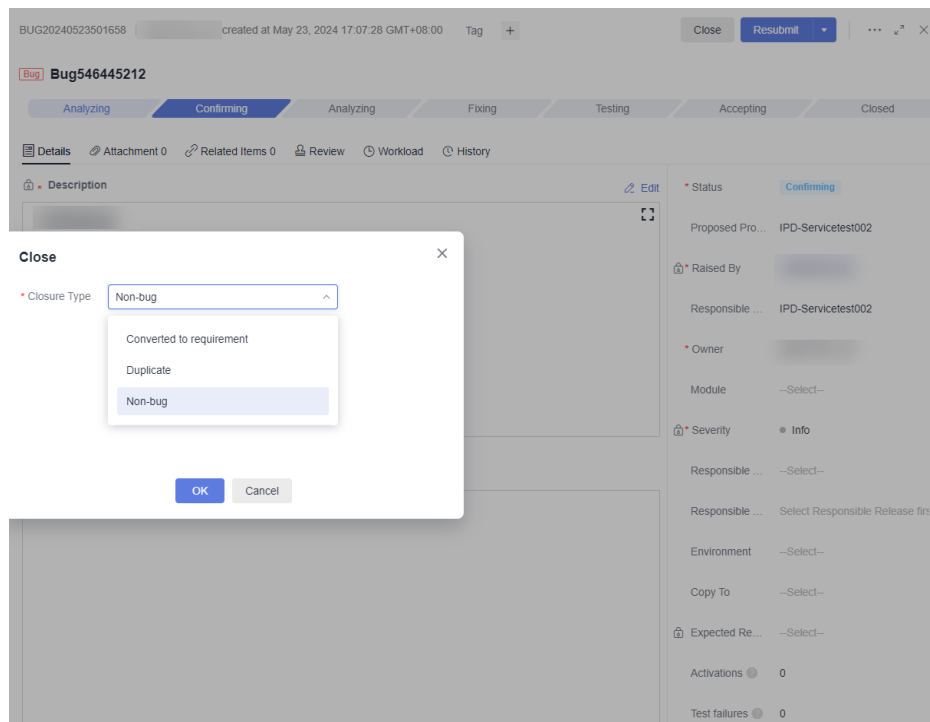 BUG20240523501658 created at May 23, 2024 17:07:28 GMT+08:00 Tag + Close Resubmit
Bug Bug546445212
Analyzing Confirming Analyzing Fixing Testing Accepting Closed
Details Attachment 0 Related Items 0 Review Workload History
* Description
Edit
* Status Confirming
Proposed Pro... IPD-Servicetest002
* Raised By
Responsible ... IPD-Servicetest002
* Owner
Module --Select--
* Severity Info
Responsible ... --Select--
Responsible ... Select Responsible Release firs
Environment --Select--
Copy To --Select--
Expected Re... --Select--
Activations 0
Test failures 0
Close
* Closure Type Non-bug
Converted to requirement
Duplicate
Non-bug
OK Cancel